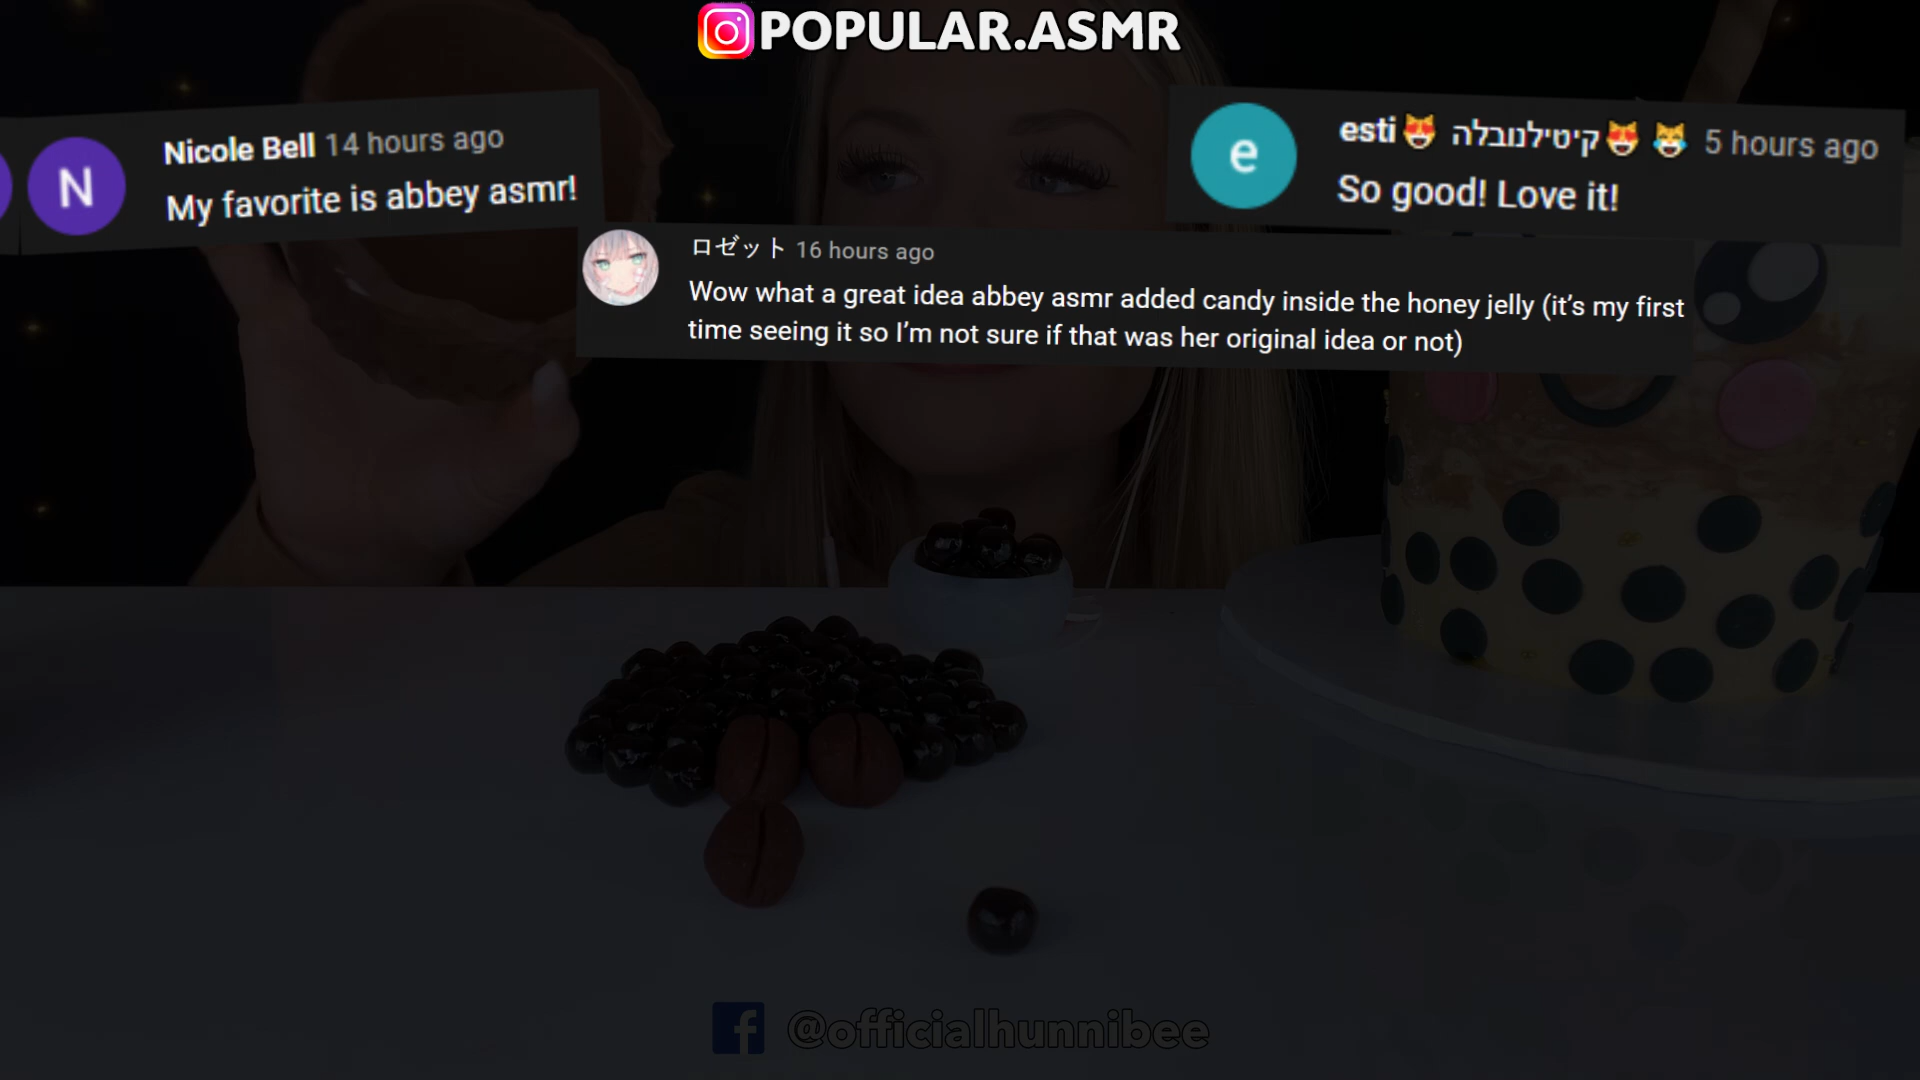 POPULAR.ASMR
N
Nicole Bell 14 hours ago
My favorite is abbey asmr!
e
esti😻 קיטילנובלה😻 😹 5 hours ago
So good! Love it!
ロゼット 16 hours ago
Wow what a great idea abbey asmr added candy inside the honey jelly (it’s my first
time seeing it so I’m not sure if that was her original idea or not)
f @officialhunnibee